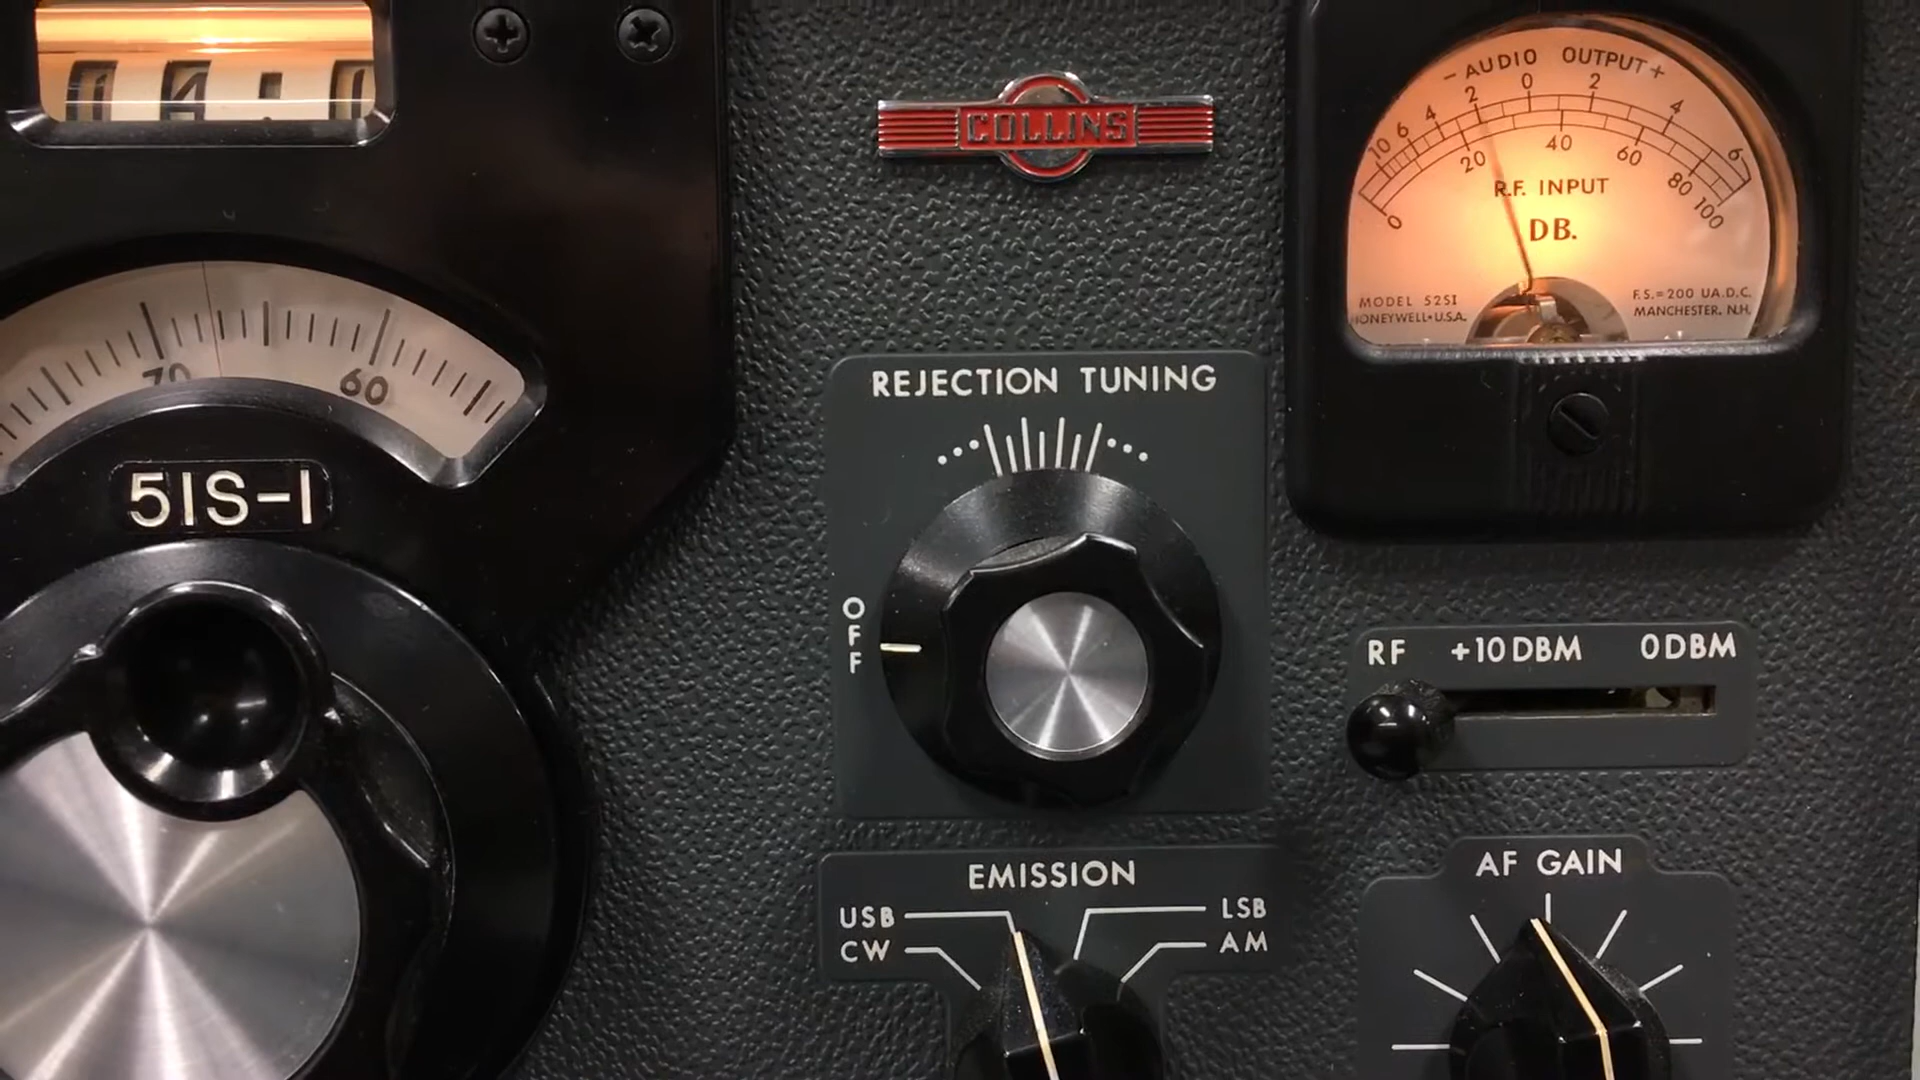 14.0
COLLINS
- AUDIO OUTPUT +
10 6 4 2 0 2 4 6
0 20 40 60 80 100
R.F. INPUT
DB.
MODEL 52SI
HONEYWELL•U.S.A.
F.S.=200 UA.D.C.
MANCHESTER. N.H.
70 60
51S-1
REJECTION TUNING
OFF
RF +10DBM 0DBM
EMISSION
USB LSB
CW AM
AF GAIN